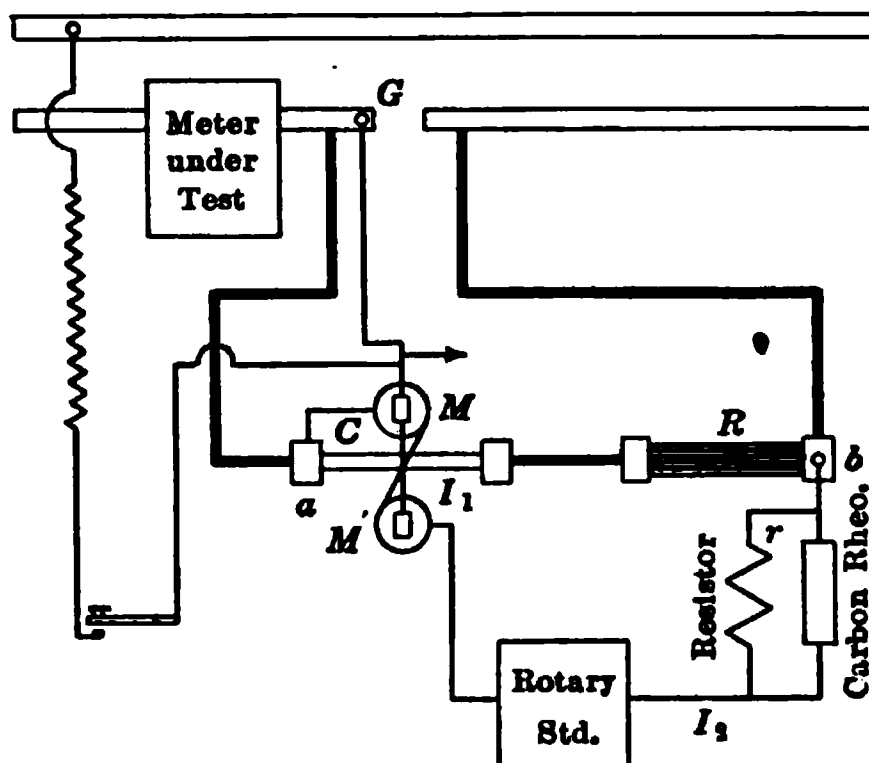 G
Meter
under
Test
M
C
R
a
I₁
b
M'
r
Resistor
Carbon Rheo.
Rotary
Std.
I₂